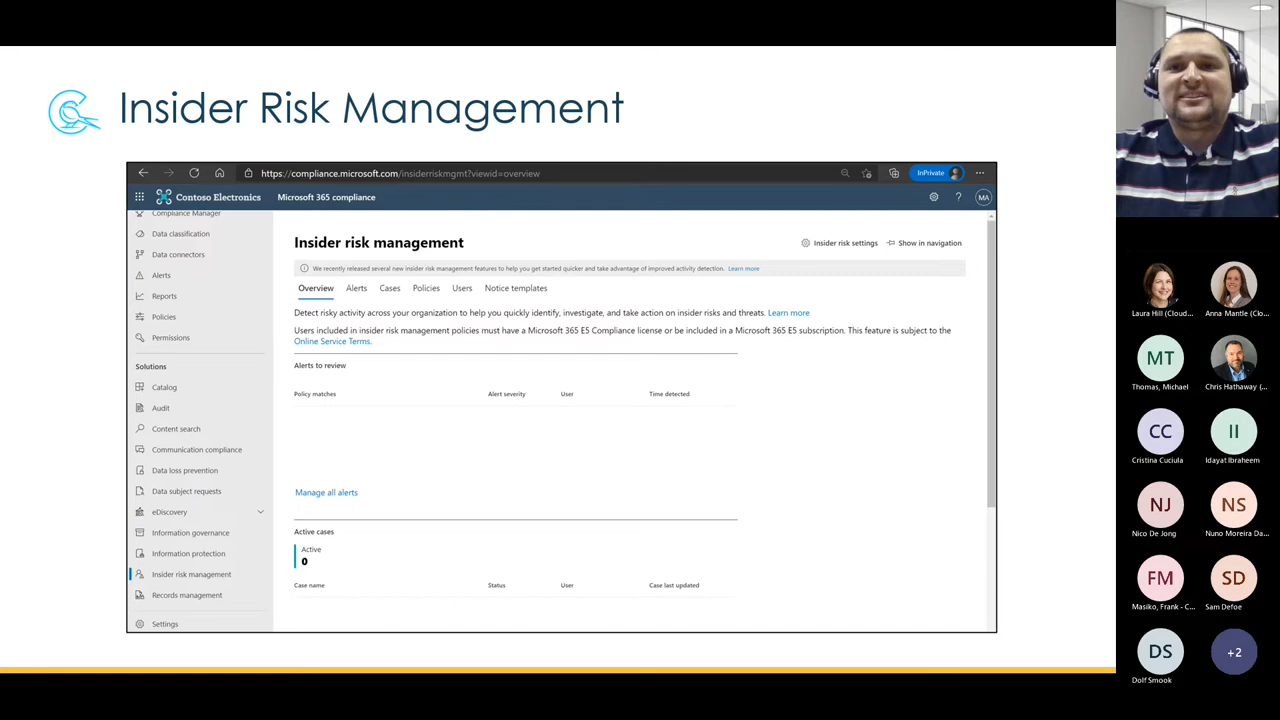 Insider Risk Management
https://compliance.microsoft.com/insiderriskmgmt?viewid=overview
InPrivate
Contoso Electronics
Microsoft 365 compliance
MA
Compliance Manager
Data classification
Data connectors
Alerts
Reports
Policies
Permissions
Solutions
Catalog
Audit
Content search
Communication compliance
Data loss prevention
Data subject requests
eDiscovery
Information governance
Information protection
Insider risk management
Records management
Settings
Insider risk management
Insider risk settings
Show in navigation
We recently released several new insider risk management features to help you get started quicker and take advantage of improved activity detection. Learn more
Overview Alerts Cases Policies Users Notice templates
Detect risky activity across your organization to help you quickly identify, investigate, and take action on insider risks and threats. Learn more
Users included in insider risk management policies must have a Microsoft 365 E5 Compliance license or be included in a Microsoft 365 E5 subscription. This feature is subject to the
Online Service Terms.
Alerts to review
Policy matches Alert severity User Time detected
Manage all alerts
Active cases
Active
0
Case name Status User Case last updated
Laura Hill (Cloud...
Anna Mantle (Clo...
MT
Thomas, Michael
Chris Hathaway (...
CC
Cristina Cuciula
II
Idayat Ibraheem
NJ
Nico De Jong
NS
Nuno Moreira Da...
FM
Masiko, Frank - C...
SD
Sam Defoe
DS
Dolf Smook
+2